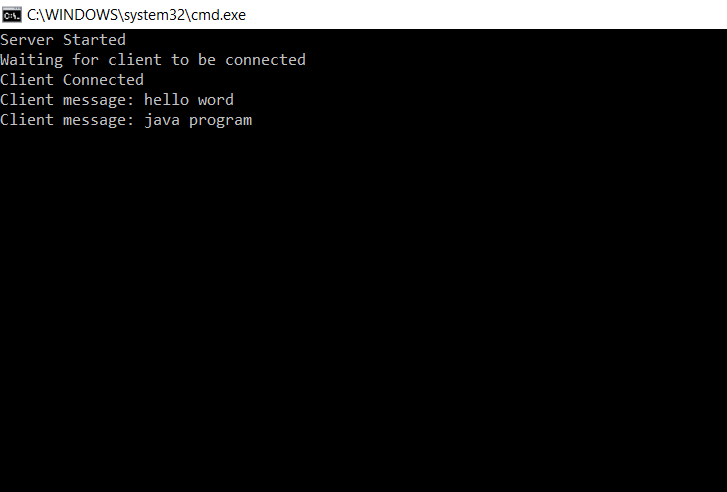 C:\WINDOWS\system32\cmd.exe
Server Started
Waiting for client to be connected
Client Connected
Client message: hello word
Client message: java program